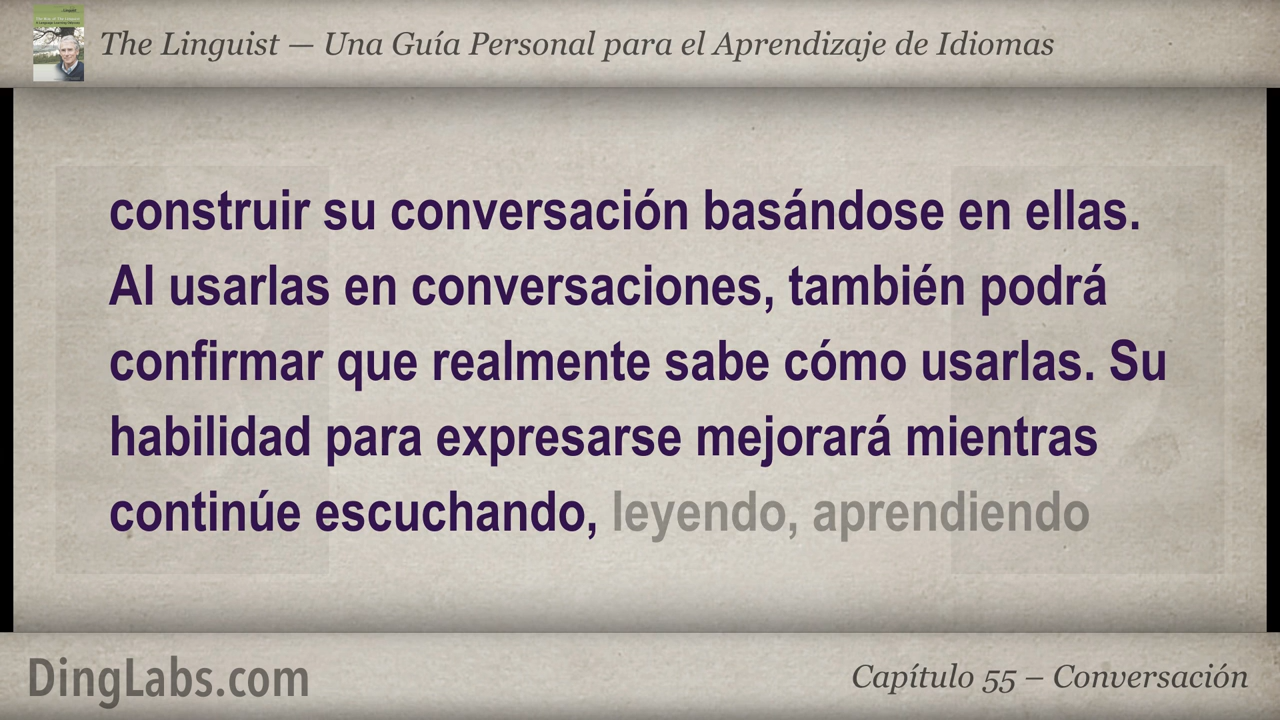 The Linguist — Una Guía Personal para el Aprendizaje de Idiomas
construir su conversación basándose en ellas.
Al usarlas en conversaciones, también podrá
confirmar que realmente sabe cómo usarlas. Su
habilidad para expresarse mejorará mientras
continúe escuchando, leyendo, aprendiendo
DingLabs.com
Capítulo 55 – Conversación